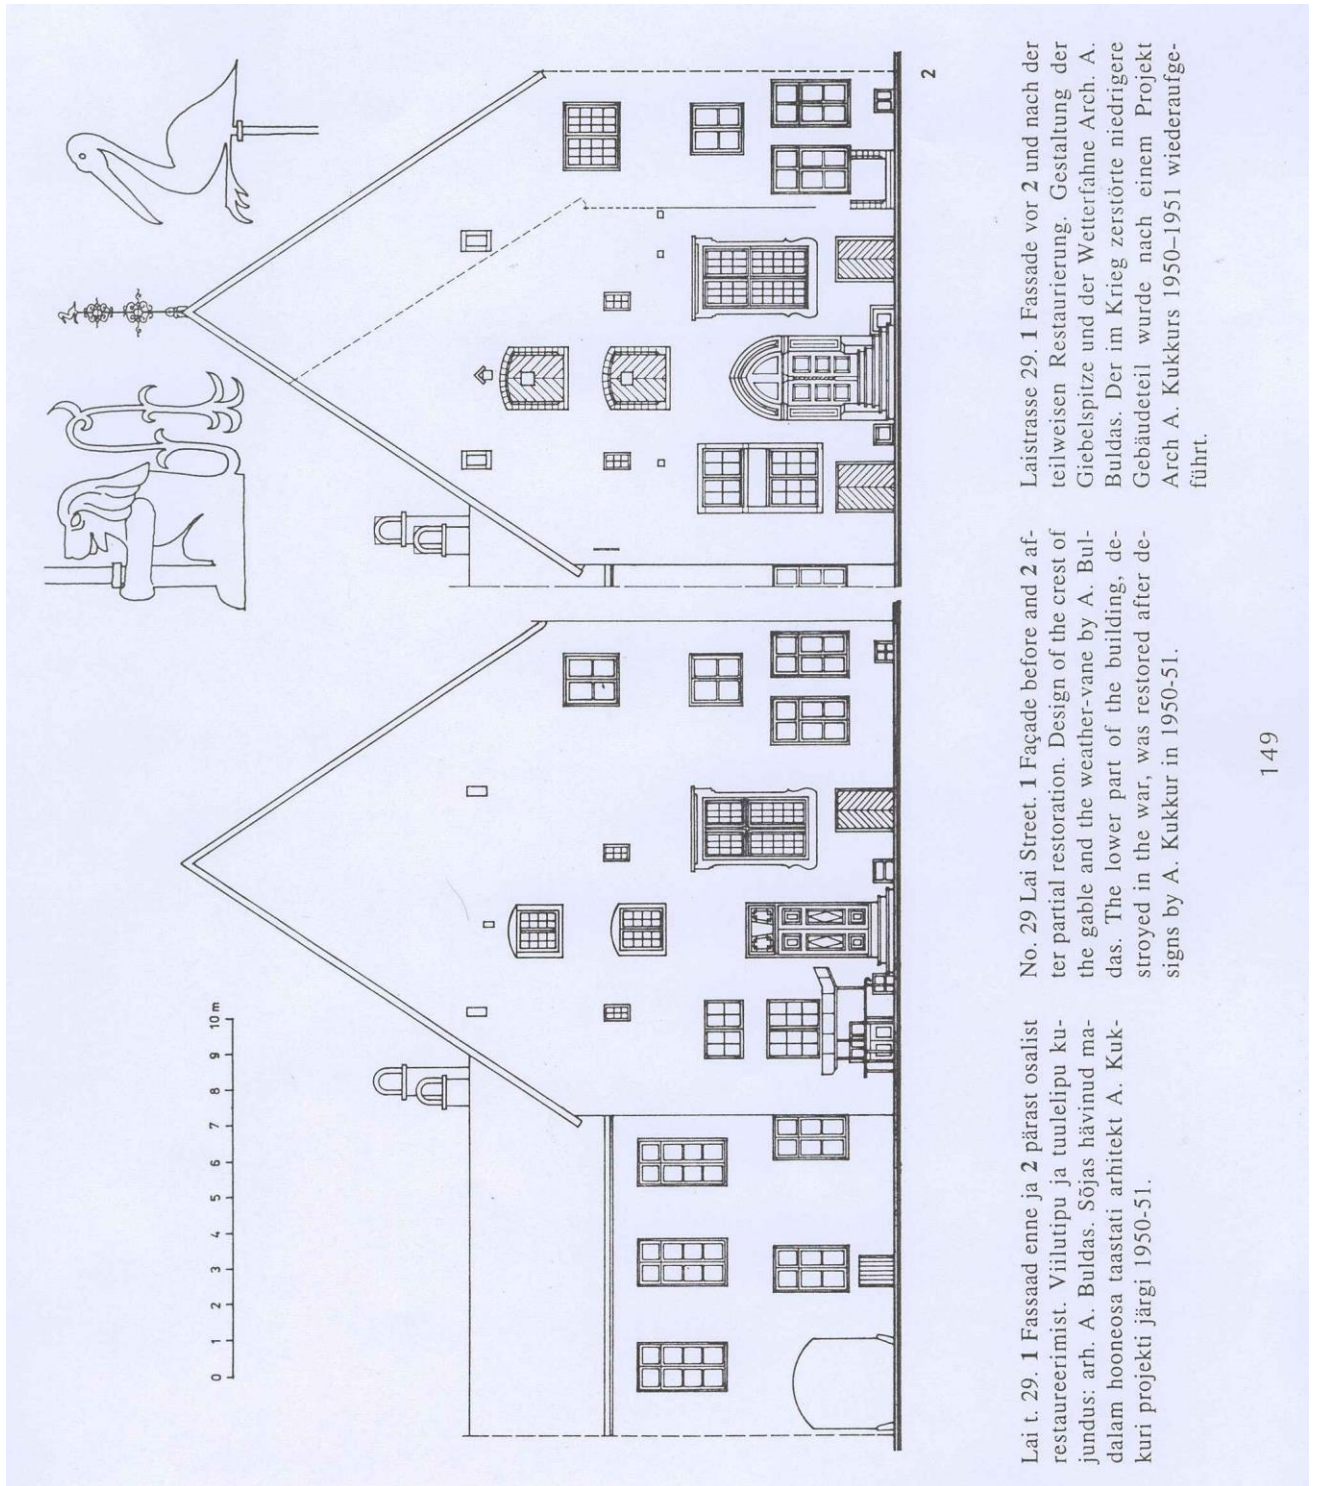 0 1 2 3 4 5 6 7 8 9 10 m
2
Lai t. 29. 1 Fassaad enne ja 2 pärast osalist
restaureerimist. Viilutipu ja tuulelipu ku-
jundus: arh. A. Buldas. Sõjas hävinud ma-
dalam hooneosa taastati arhitekt A. Kuk-
kuri projekti järgi 1950-51.
No. 29 Lai Street. 1 Façade before and 2 af-
ter partial restoration. Design of the crest of
the gable and the weather-vane by A. Bul-
das. The lower part of the building, de-
stroyed in the war, was restored after de-
signs by A. Kukkur in 1950-51.
Laistrasse 29. 1 Fassade vor 2 und nach der
teilweisen Restaurierung. Gestaltung der
Giebelspitze und der Wetterfahne Arch. A.
Buldas. Der im Krieg zerstörte niedrigere
Gebäudeteil wurde nach einem Projekt
Arch A. Kukkurs 1950–1951 wiederaufge-
führt.
149